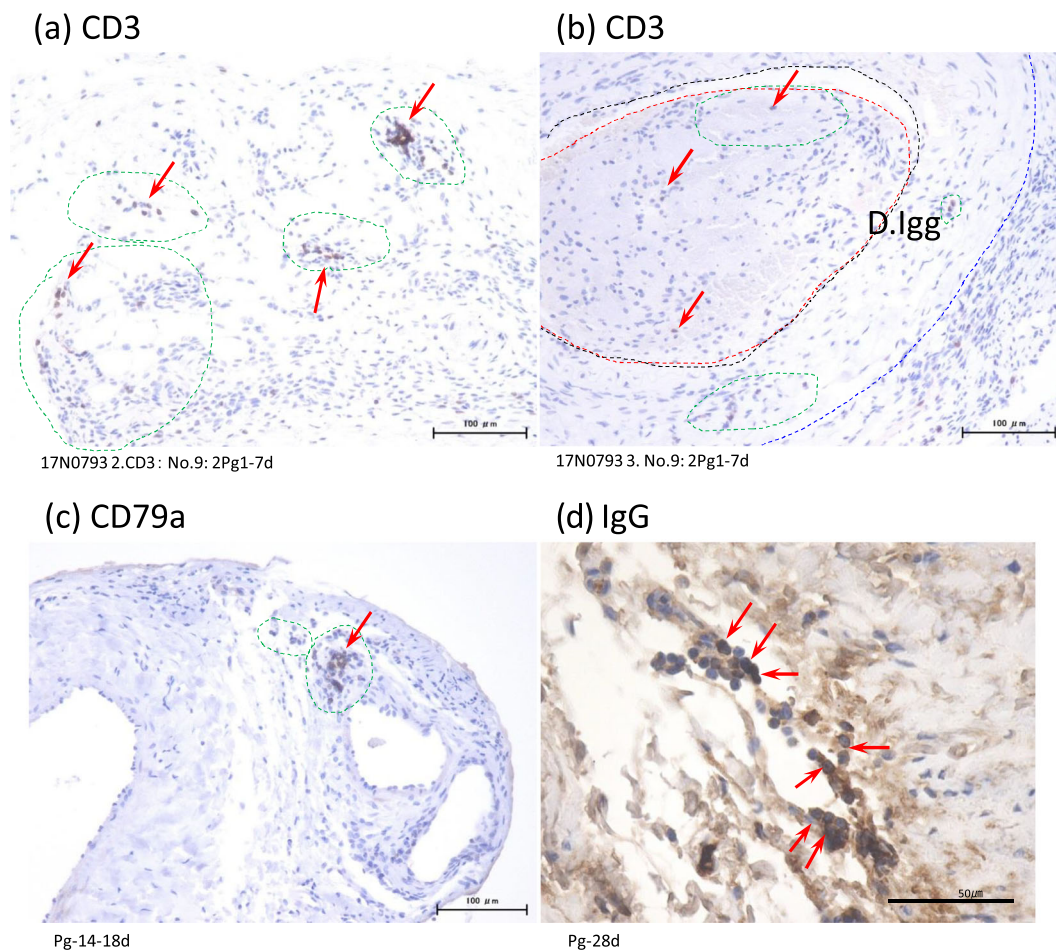 (a) CD3
(b) CD3
D.Igg
100 μm
100 μm
17N0793 2.CD3: No.9: 2Pg1-7d
17N0793 3. No.9: 2Pg1-7d
(c) CD79a
(d) IgG
100 μm
50μm
Pg-14-18d
Pg-28d